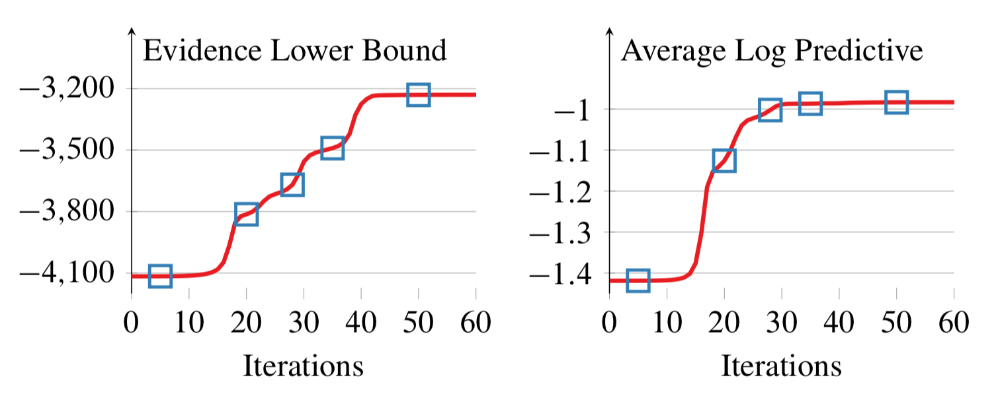 Evidence Lower Bound
−3,200
−3,500
−3,800
−4,100
0 10 20 30 40 50 60
Iterations
Average Log Predictive
−1
−1.1
−1.2
−1.3
−1.4
0 10 20 30 40 50 60
Iterations